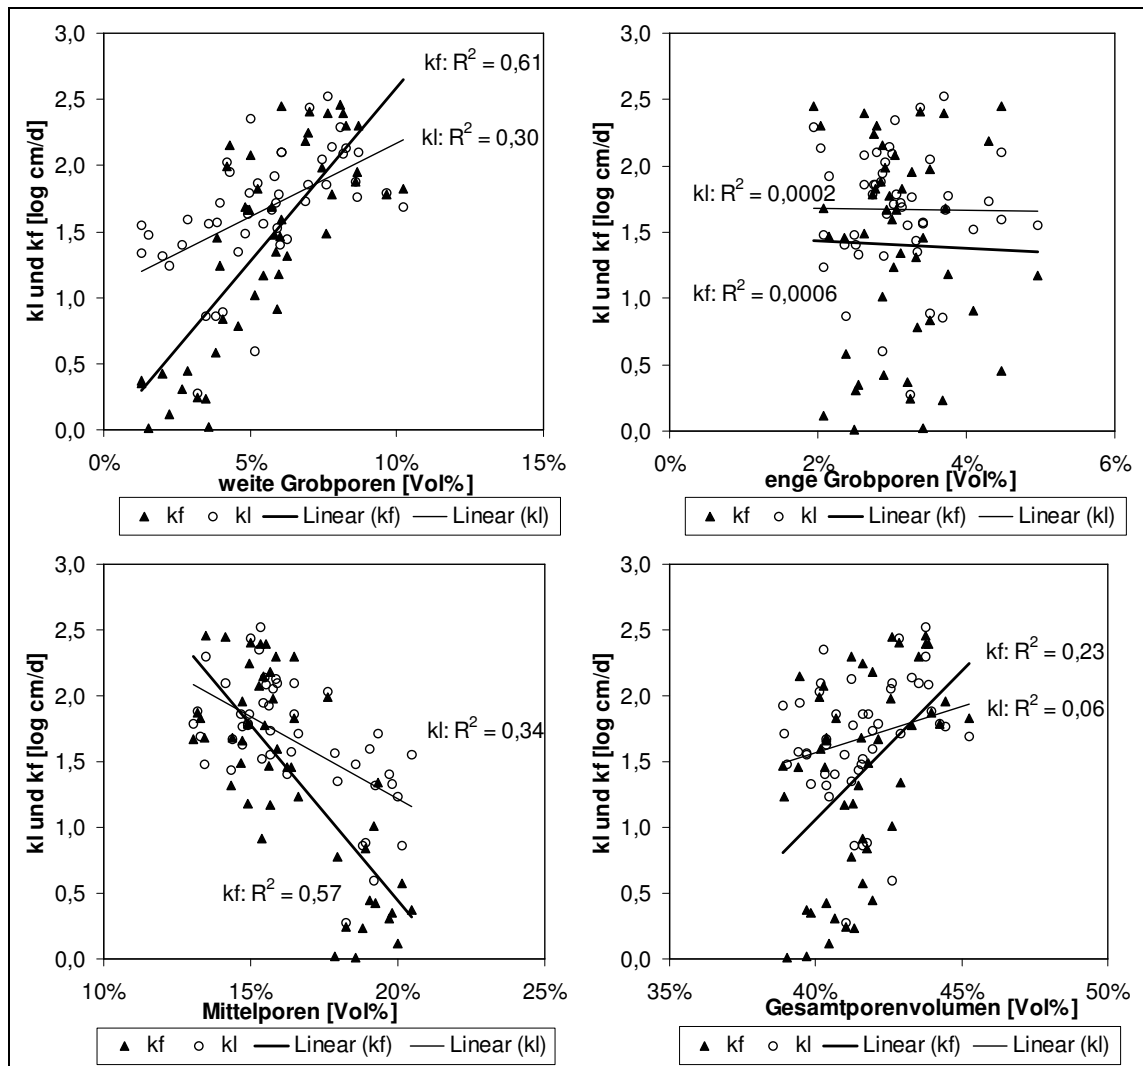 3,0
2,5
2,0
1,5
1,0
0,5
0,0
kl und kf [log cm/d]
kf: R² = 0,61
kl: R² = 0,30
0% 5% 10% 15%
weite Grobporen [Vol%]
kf kl Linear (kf) Linear (kl)
3,0
2,5
2,0
1,5
1,0
0,5
0,0
kl und kf [log cm/d]
kl: R² = 0,0002
kf: R² = 0,0006
0% 2% 4% 6%
enge Grobporen [Vol%]
kf kl Linear (kf) Linear (kl)
3,0
2,5
2,0
1,5
1,0
0,5
0,0
kl und kf [log cm/d]
kl: R² = 0,34
kf: R² = 0,57
10% 15% 20% 25%
Mittelporen [Vol%]
kf kl Linear (kf) Linear (kl)
3,0
2,5
2,0
1,5
1,0
0,5
0,0
kl und kf [log cm/d]
kf: R² = 0,23
kl: R² = 0,06
35% 40% 45% 50%
Gesamtporenvolumen [Vol%]
kf kl Linear (kf) Linear (kl)